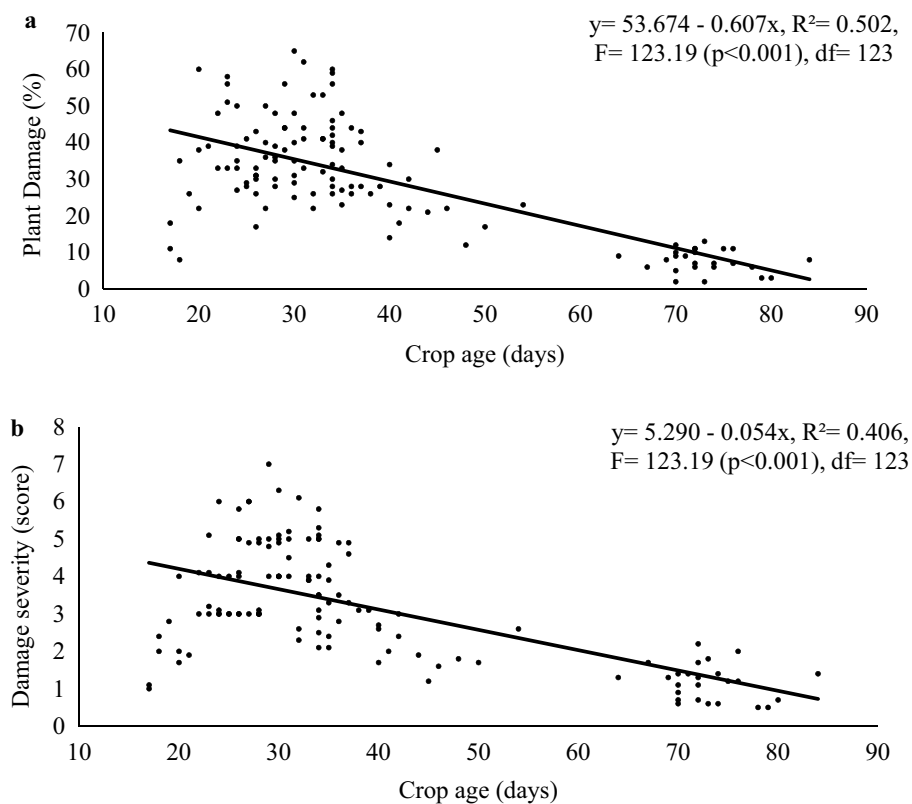 a
y= 53.674 - 0.607x, R²= 0.502,
F= 123.19 (p<0.001), df= 123
Plant Damage (%)
70
60
50
40
30
20
10
0
10 20 30 40 50 60 70 80 90
Crop age (days)
b
y= 5.290 - 0.054x, R²= 0.406,
F= 123.19 (p<0.001), df= 123
Damage severity (score)
8
7
6
5
4
3
2
1
0
10 20 30 40 50 60 70 80 90
Crop age (days)